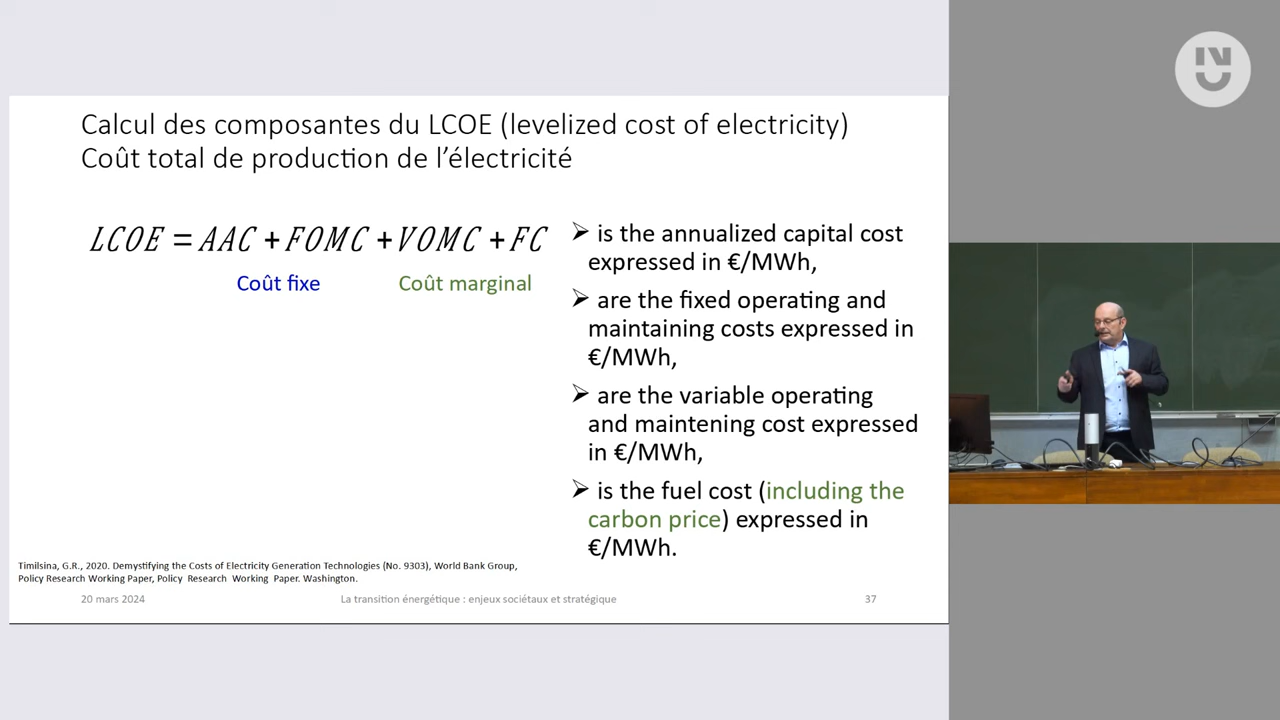 Calcul des composantes du LCOE (levelized cost of electricity)
Coût total de production de l'électricité
LCOE = AAC + FOMC + VOMC + FC
Coût fixe
Coût marginal
➢ is the annualized capital cost
expressed in €/MWh,
➢ are the fixed operating and
maintaining costs expressed in
€/MWh,
➢ are the variable operating
and maintening cost expressed
in €/MWh,
➢ is the fuel cost (including the
carbon price) expressed in
€/MWh.
Timilsina, G.R., 2020. Demystifying the Costs of Electricity Generation Technologies (No. 9303), World Bank Group,
Policy Research Working Paper, Policy Research Working Paper. Washington.
20 mars 2024
La transition énergétique : enjeux sociétaux et stratégique
37